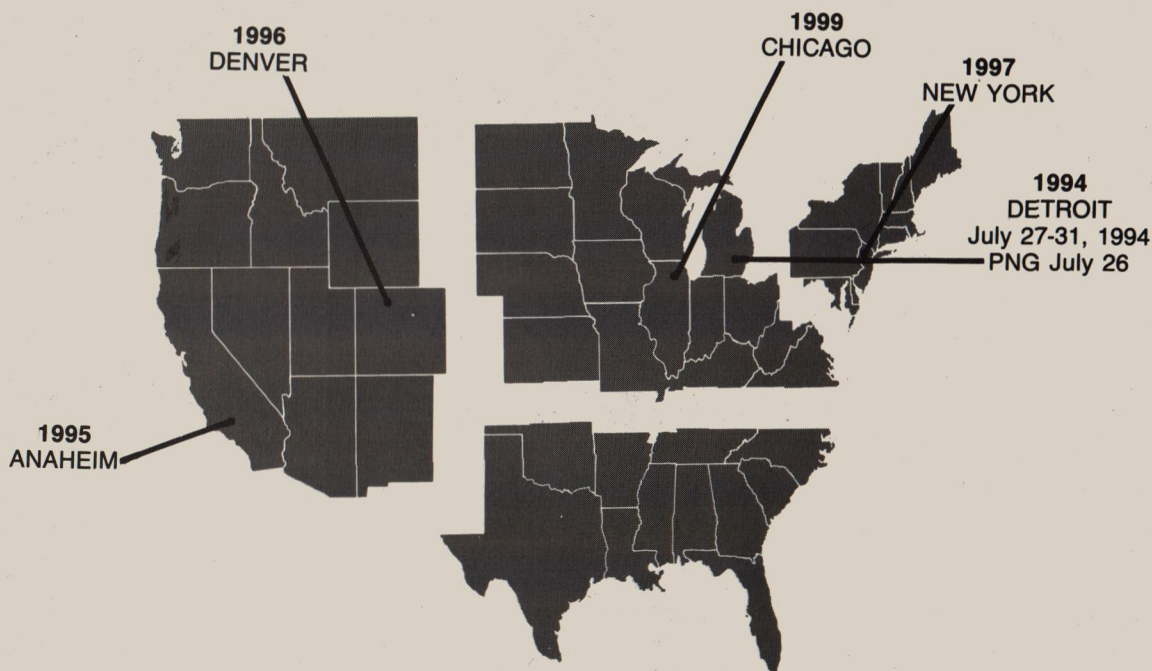 1996
DENVER
1999
CHICAGO
1997
NEW YORK
1994
DETROIT
July 27-31, 1994
PNG July 26
1995
ANAHEIM